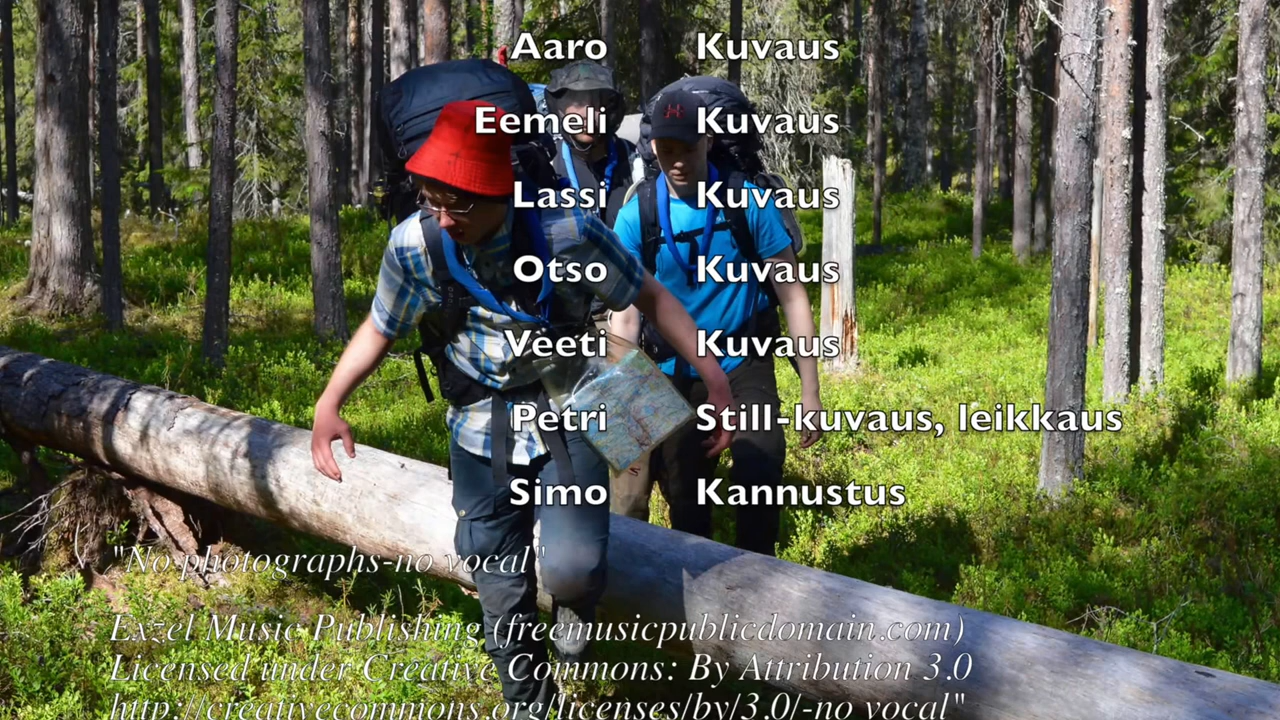 Aaro Kuvaus
Eemeli Kuvaus
Lassi Kuvaus
Otso Kuvaus
Veeti Kuvaus
Petri Still-kuvaus, leikkaus
Simo Kannustus
"No photographs-no vocal"
Exzel Music Publishing (freemusicpublicdomain.com)
Licensed under Creative Commons: By Attribution 3.0
http://creativecommons.org/licenses/by/3.0/-no vocal"